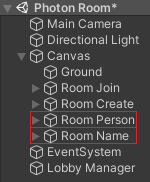 Photon Room*
Main Camera
Directional Light
Canvas
Ground
Room Join
Room Create
Room Person
Room Name
EventSystem
Lobby Manager